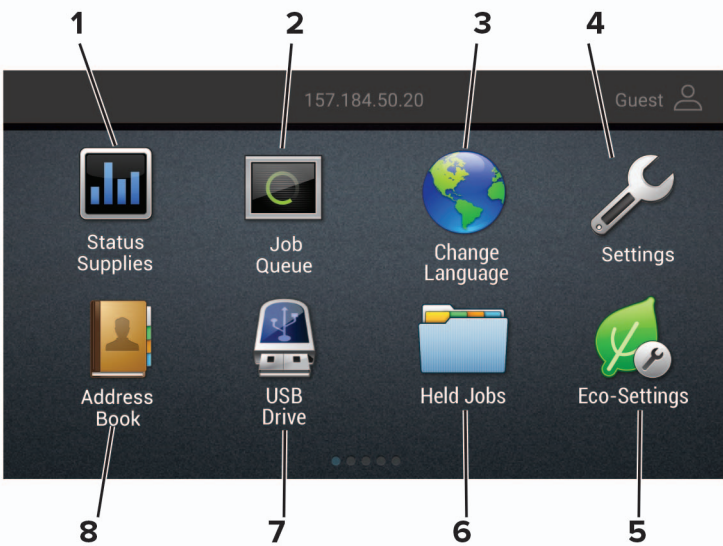 1 2 3 4
157.184.50.20 Guest
Status
Supplies
Job
Queue
Change
Language
Settings
Address
Book
USB
Drive
Held Jobs
Eco-Settings
8 7 6 5